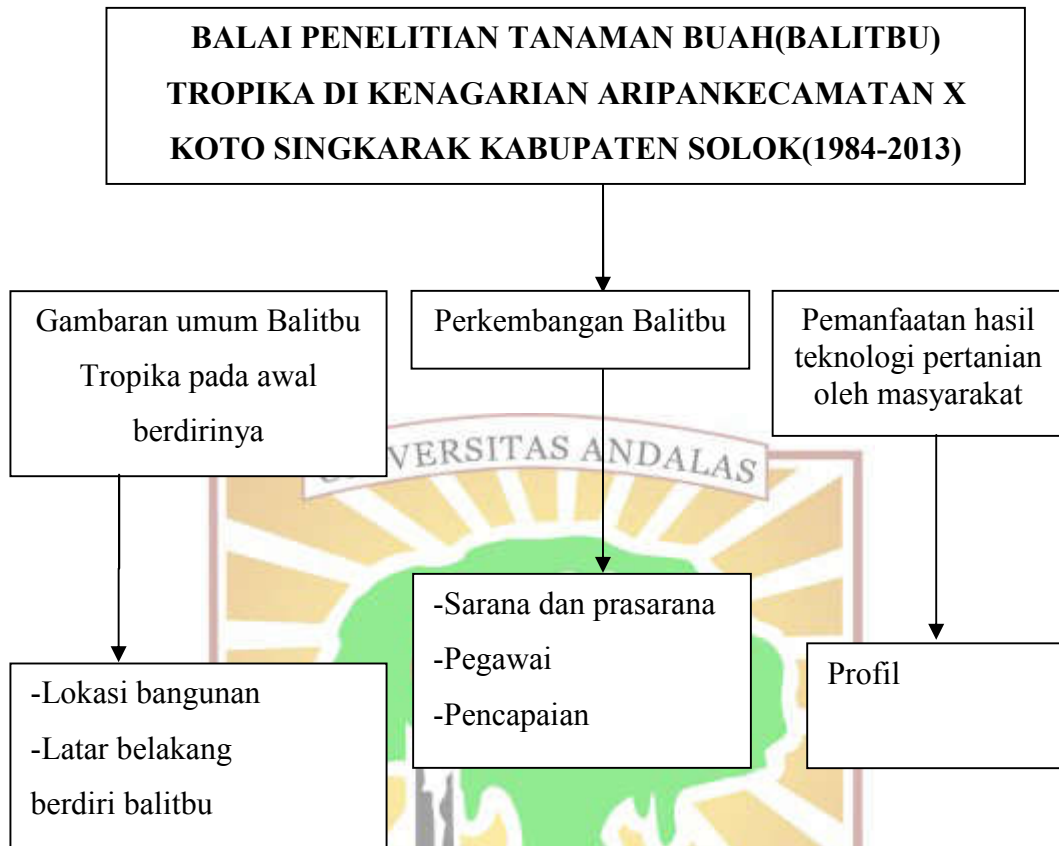 BALAI PENELITIAN TANAMAN BUAH(BALITBU)
TROPIKA DI KENAGARIAN ARIPANKECAMATAN X
KOTO SINGKARAK KABUPATEN SOLOK(1984-2013)
Gambaran umum Balitbu
Tropika pada awal
berdirinya
Perkembangan Balitbu
Pemanfaatan hasil
teknologi pertanian
oleh masyarakat
VERSITAS ANDALAS
-Sarana dan prasarana
-Pegawai
-Pencapaian
Profil
-Lokasi bangunan
-Latar belakang
berdiri balitbu